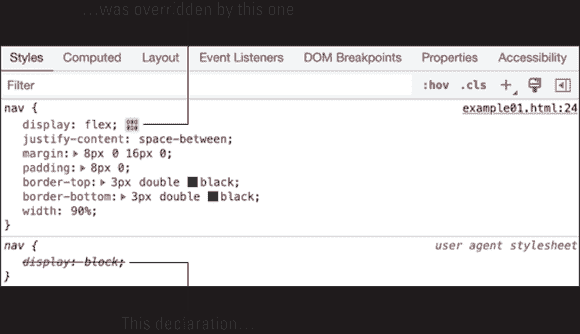 …was overridden by this one
Styles Computed Layout Event Listeners DOM Breakpoints Properties Accessibility
Filter :hov .cls +
nav { example01.html:24
display: flex;
justify-content: space-between;
margin: 8px 0 16px 0;
padding: 8px 0;
border-top: 3px double black;
border-bottom: 3px double black;
width: 90%;
}
nav { user agent stylesheet
display: block;
}
This declaration…